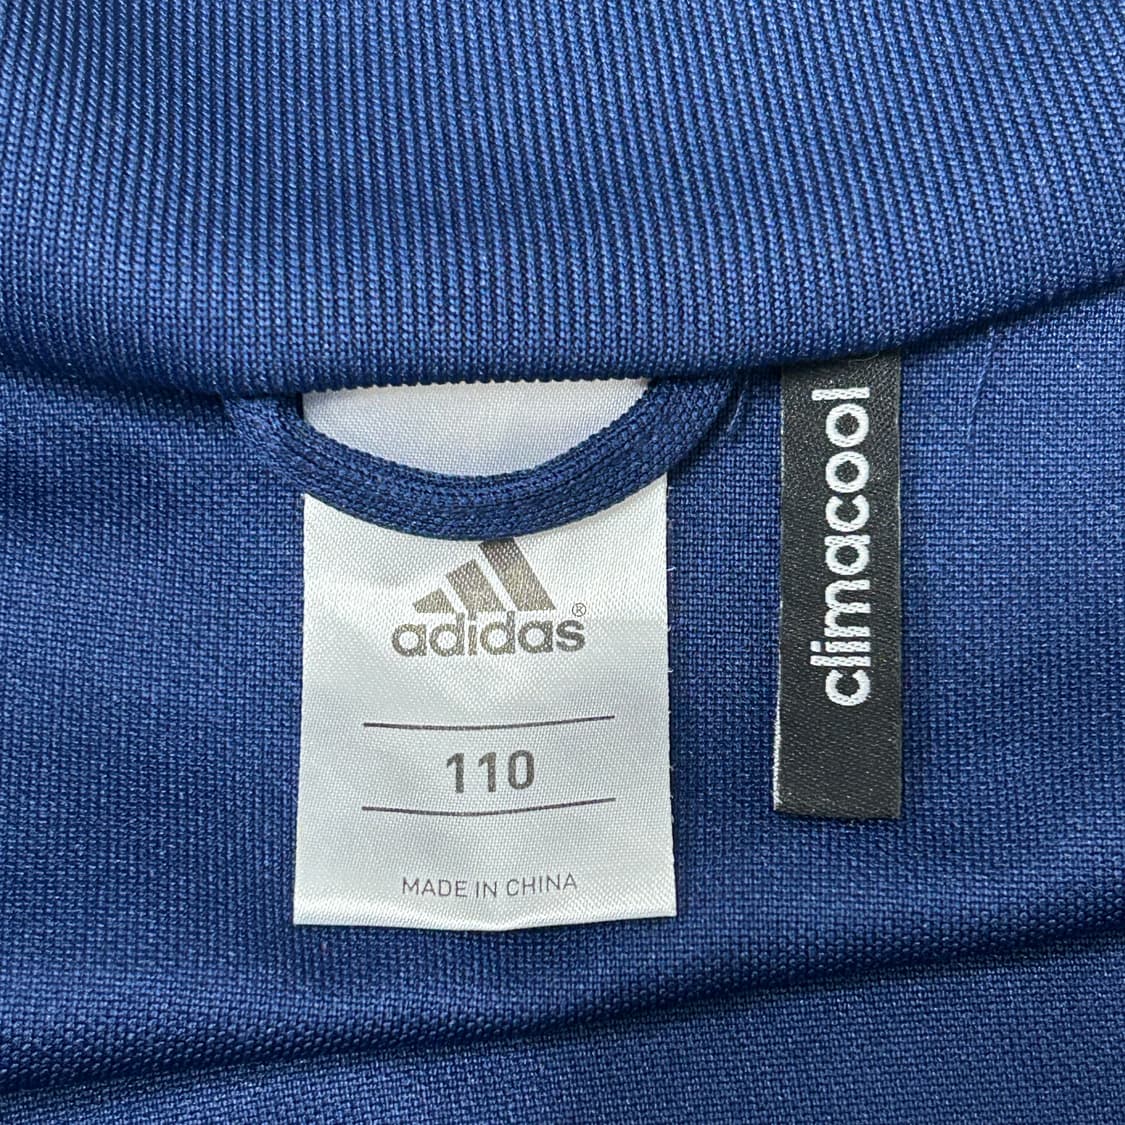 adidas®
110
MADE IN CHINA
climacool